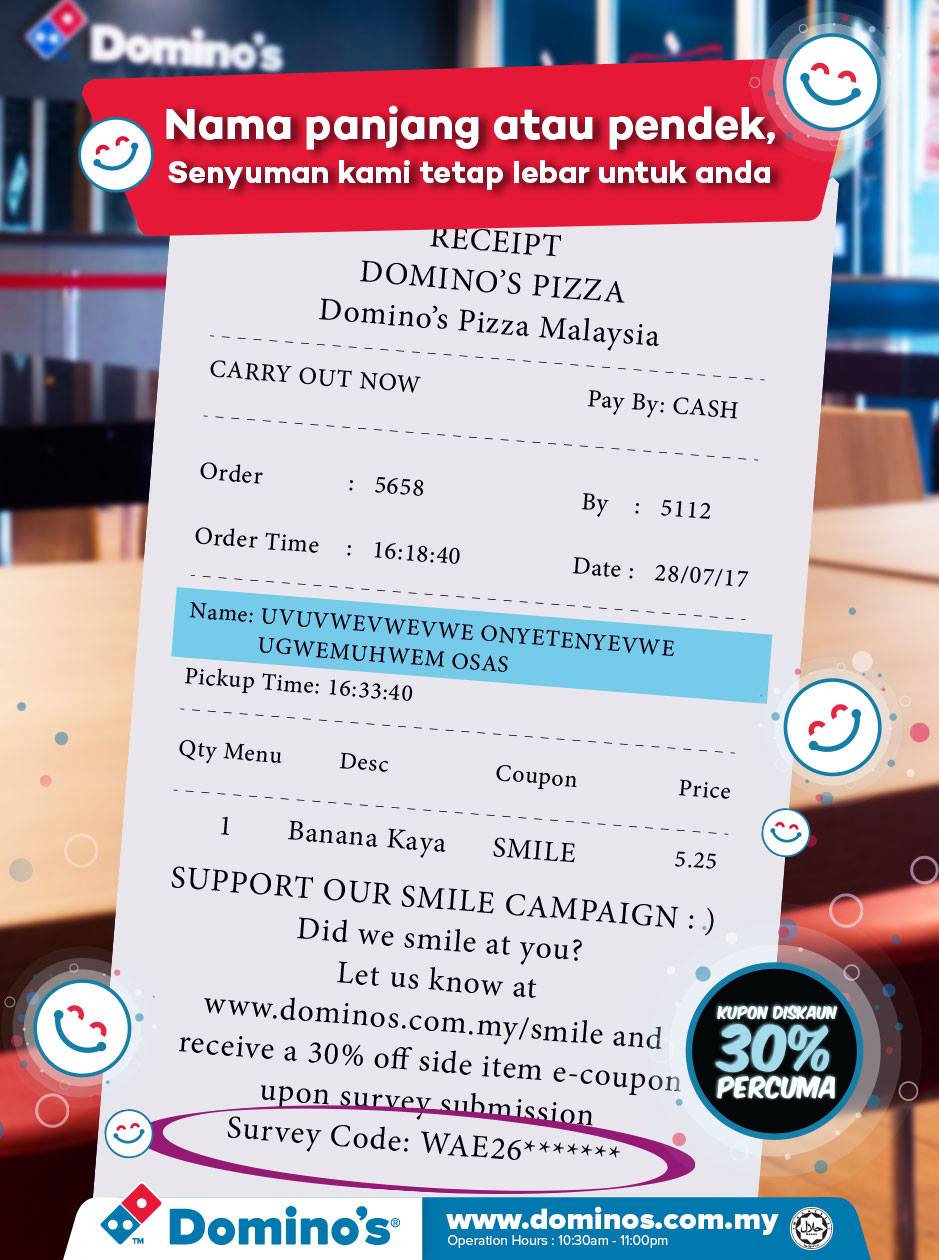 Domino's
Nama panjang atau pendek,
Senyuman kami tetap lebar untuk anda
RECEIPT
DOMINO'S PIZZA
Domino's Pizza Malaysia
CARRY OUT NOW Pay By: CASH
Order : 5658 By : 5112
Order Time : 16:18:40 Date : 28/07/17
Name: UVUVWEVWEVWE ONYETENYEVWE
UGWEMUHWEM OSAS
Pickup Time: 16:33:40
Qty Menu Desc Coupon Price
1 Banana Kaya SMILE 5.25
SUPPORT OUR SMILE CAMPAIGN : )
Did we smile at you?
Let us know at
www.dominos.com.my/smile and
receive a 30% off side item e-coupon
upon survey submission
Survey Code: WAE26*******
KUPON DISKAUN
30%
PERCUMA
Domino's®
TM
www.dominos.com.my
Operation Hours : 10:30am - 11:00pm
حلال